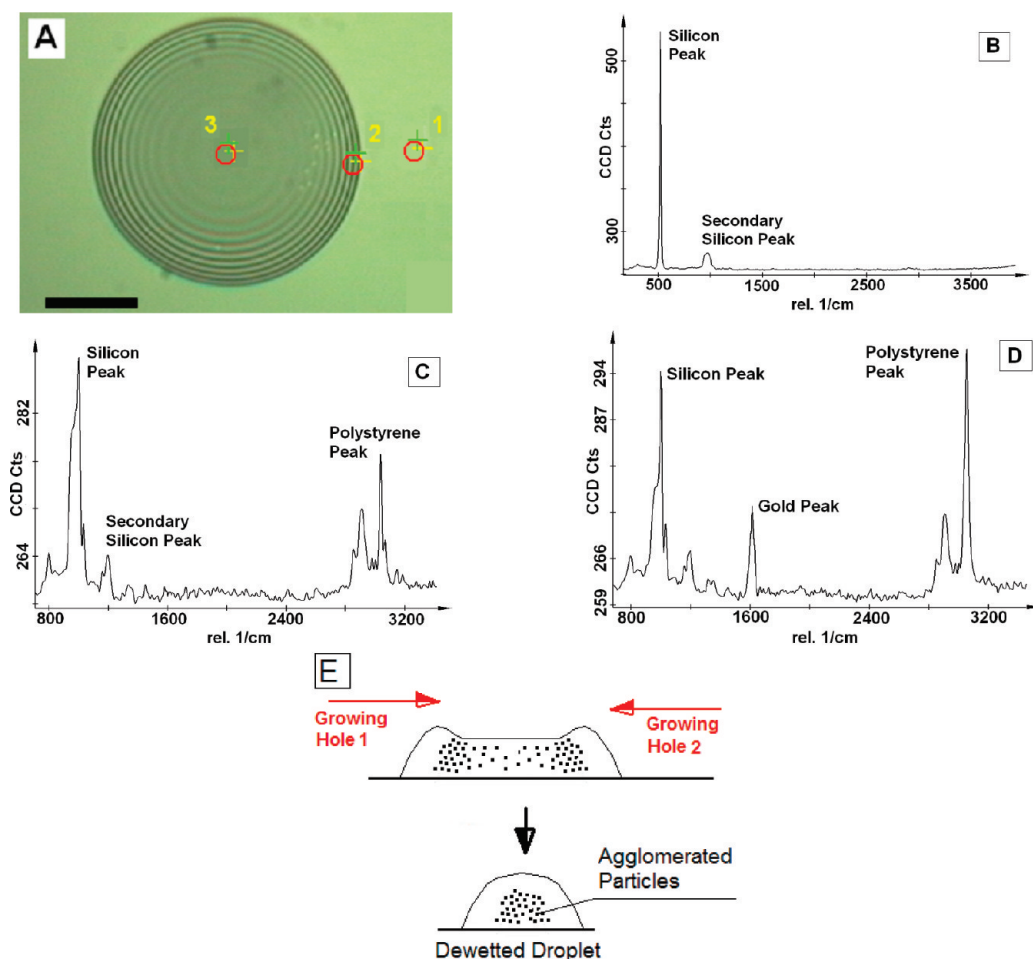 A
3
2
1
B
Silicon
Peak
500
CCD Cts
300
Secondary
Silicon Peak
500
1500
2500
3500
rel. 1/cm
C
Silicon
Peak
282
CCD Cts
264
Secondary
Silicon Peak
Polystyrene
Peak
800
1600
2400
3200
rel. 1/cm
D
Polystyrene
Peak
294
Silicon Peak
287
CCD Cts
Gold Peak
266
259
800
1600
2400
3200
rel. 1/cm
E
Growing
Hole 1
Growing
Hole 2
Agglomerated
Particles
Dewetted Droplet